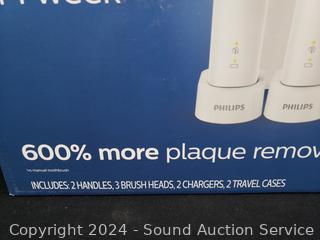 WEEK
PHILIPS PHILIPS
600% more plaque remov
*vs manual toothbrush
INCLUDES: 2 HANDLES, 3 BRUSH HEADS, 2 CHARGERS, 2 TRAVEL CASES
Copyright 2024 - Sound Auction Service